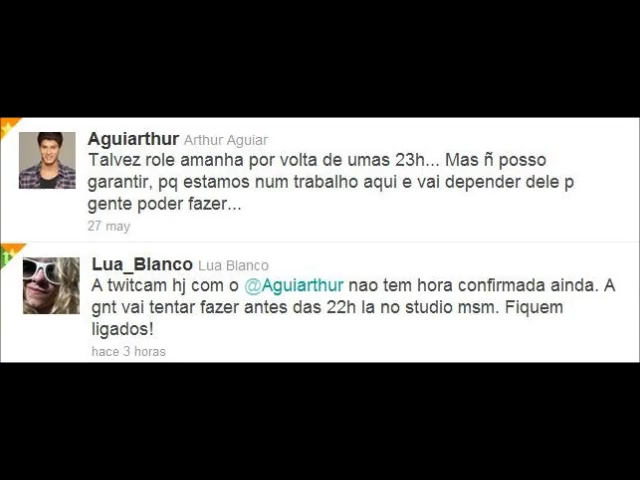 Aguiarthur Arthur Aguiar
Talvez role amanha por volta de umas 23h... Mas ñ posso
garantir, pq estamos num trabalho aqui e vai depender dele p
gente poder fazer...
27 may
Lua_Blanco Lua Blanco
A twitcam hj com o @Aguiarthur nao tem hora confirmada ainda. A
gnt vai tentar fazer antes das 22h la no studio msm. Fiquem
ligados!
hace 3 horas